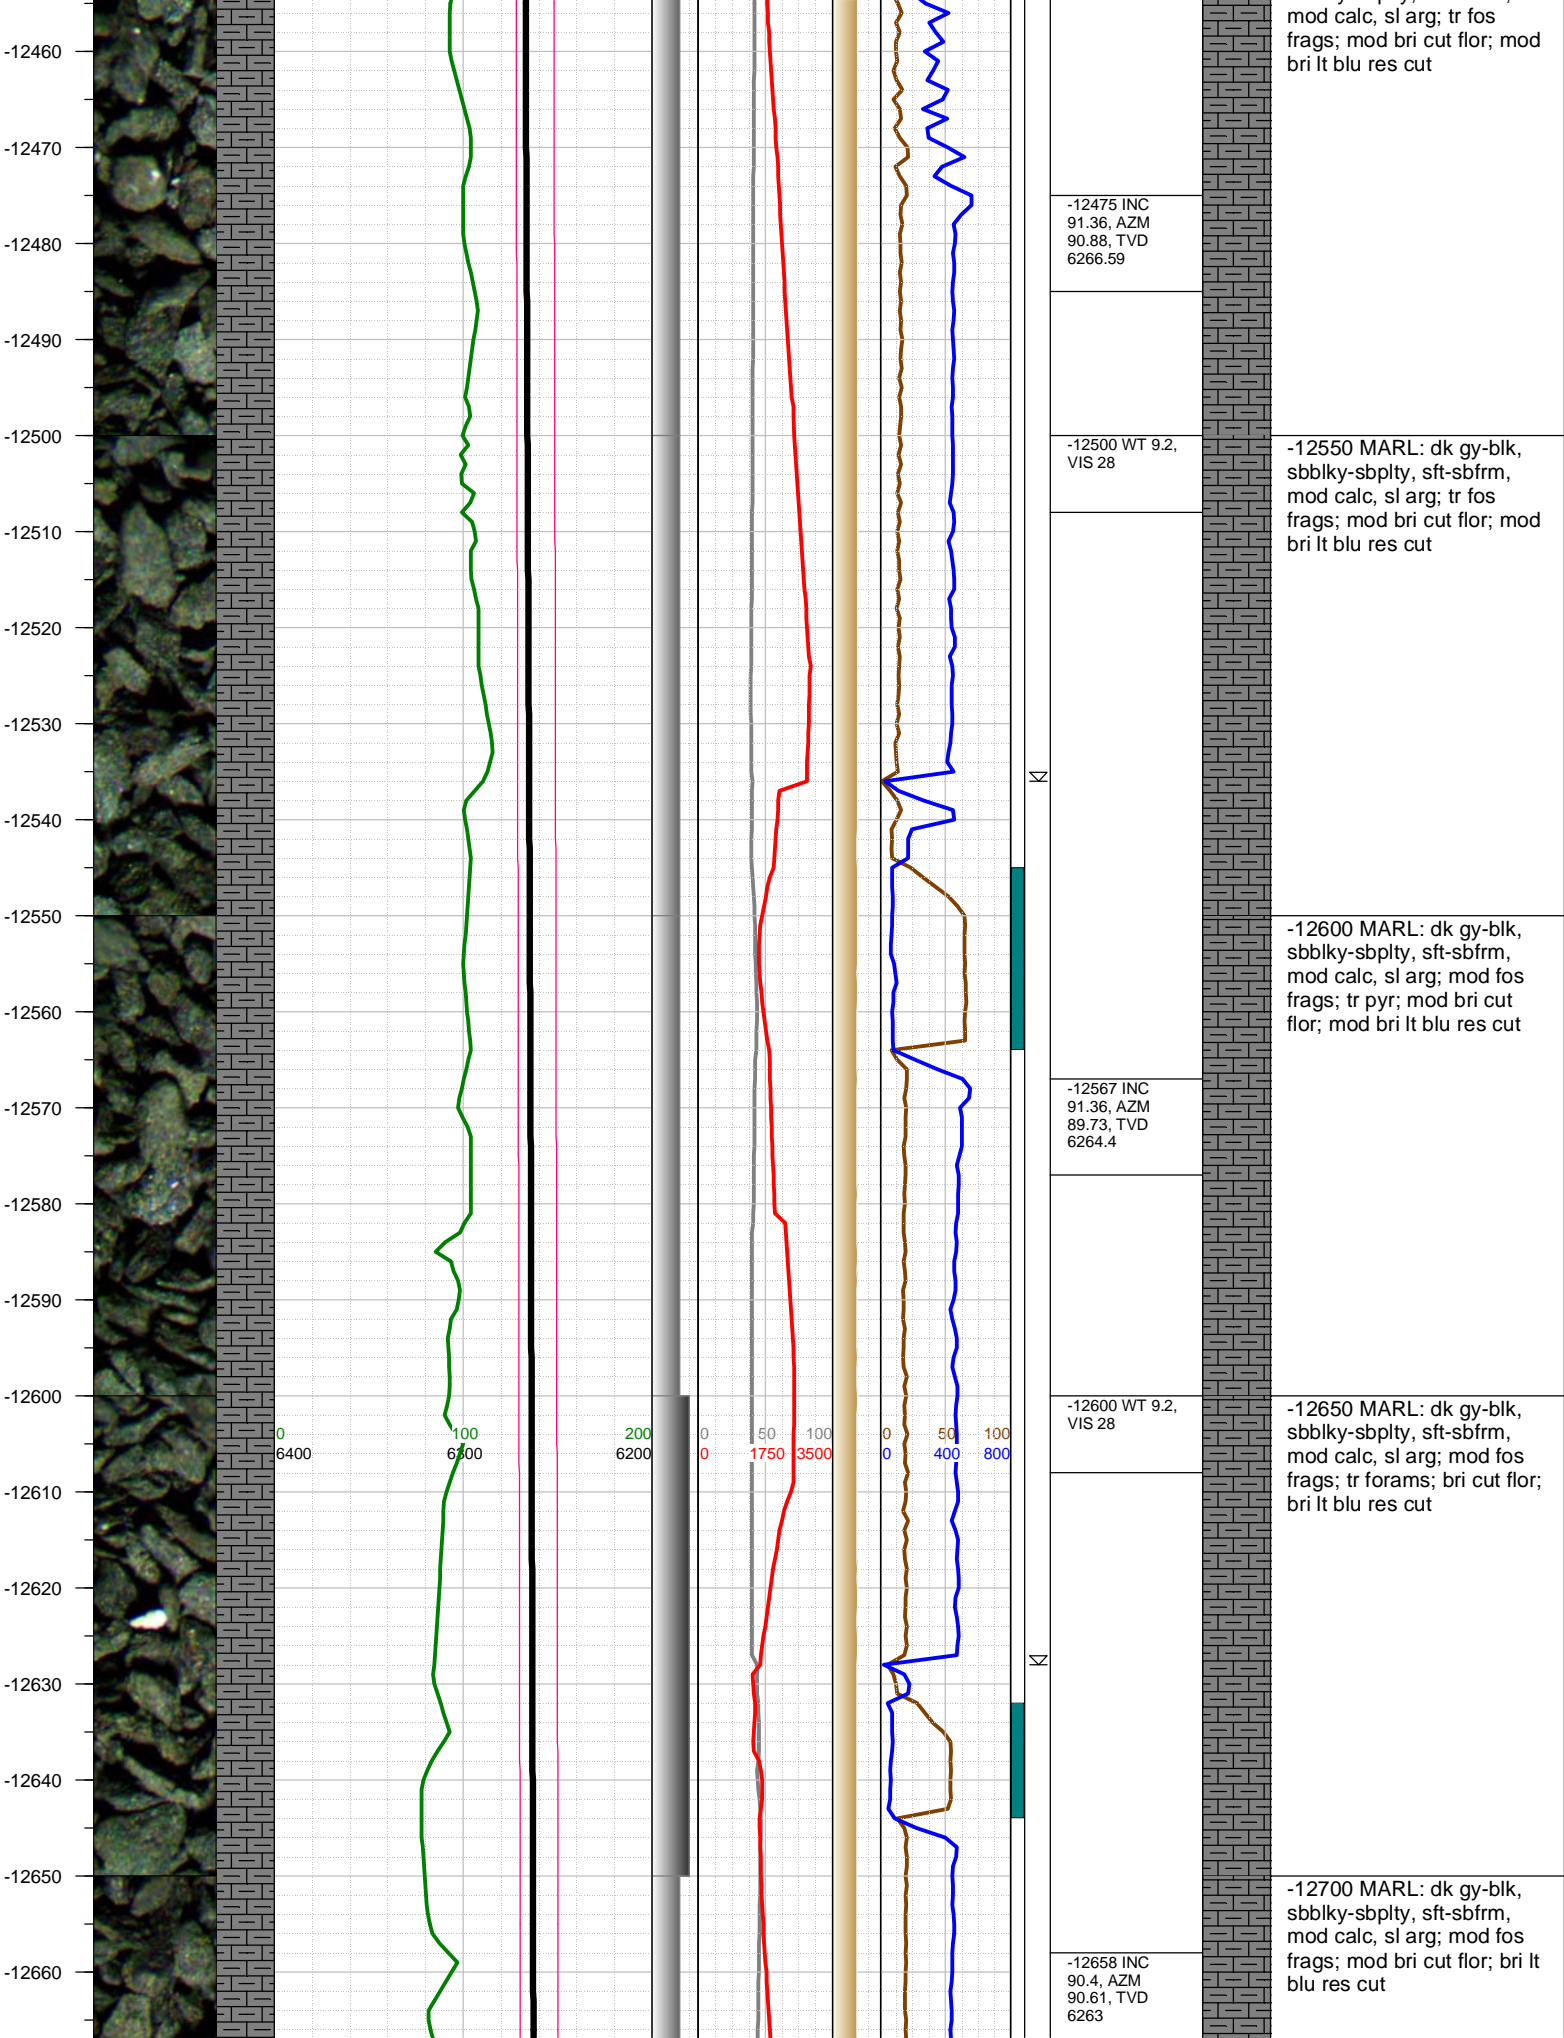 mod calc, sl arg; tr fos
frags; mod bri cut flor; mod
bri lt blu res cut
-12460
-12470
-12475 INC
91.36, AZM
90.88, TVD
6266.59
-12480
-12490
-12500
-12500 WT 9.2,
VIS 28
-12550 MARL: dk gy-blk,
sbblky-sbplty, sft-sbfrm,
mod calc, sl arg; tr fos
frags; mod bri cut flor; mod
bri lt blu res cut
-12510
-12520
-12530
-12540
-12550
-12600 MARL: dk gy-blk,
sbblky-sbplty, sft-sbfrm,
mod calc, sl arg; mod fos
frags; tr pyr; mod bri cut
flor; mod bri lt blu res cut
-12560
-12567 INC
91.36, AZM
89.73, TVD
6264.4
-12570
-12580
-12590
-12600
-12600 WT 9.2,
VIS 28
-12650 MARL: dk gy-blk,
sbblky-sbplty, sft-sbfrm,
mod calc, sl arg; mod fos
frags; tr forams; bri cut flor;
bri lt blu res cut
0 100 200 0 50 100 0 50 100
6400 6300 6200 0 1750 3500 0 400 800
-12610
-12620
-12630
-12640
-12650
-12700 MARL: dk gy-blk,
sbblky-sbplty, sft-sbfrm,
mod calc, sl arg; mod fos
frags; mod bri cut flor; bri lt
blu res cut
-12658 INC
90.4, AZM
90.61, TVD
6263
-12660